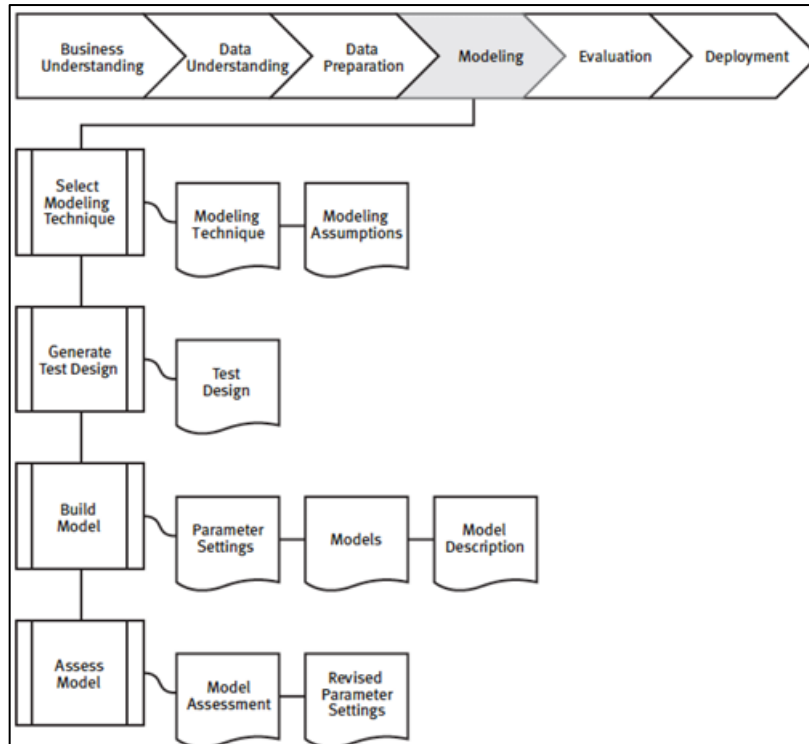 Business
Understanding
Data
Understanding
Data
Preparation
Modeling
Evaluation
Deployment
Select
Modeling
Technique
Modeling
Technique
Modeling
Assumptions
Generate
Test Design
Test
Design
Build
Model
Parameter
Settings
Models
Model
Description
Assess
Model
Model
Assessment
Revised
Parameter
Settings